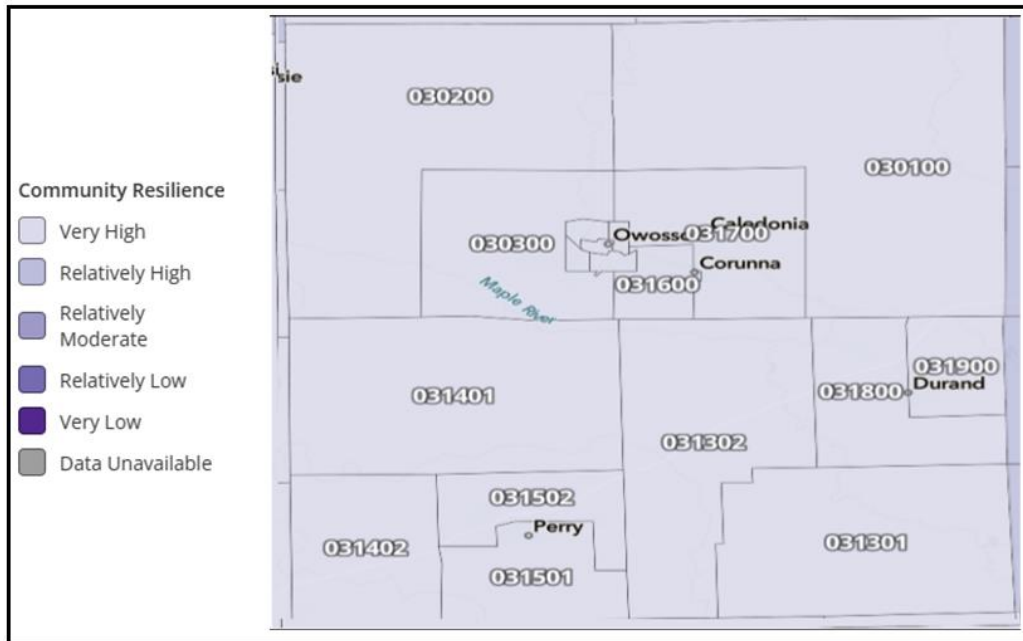 Community Resilience
Very High
Relatively High
Relatively
Moderate
Relatively Low
Very Low
Data Unavailable
sie
030200
030100
Caledonia
Owosso
031700
030300
Corunna
031600
Maple River
031900
Durand
031800
031401
031302
031502
Perry
031402
031301
031501